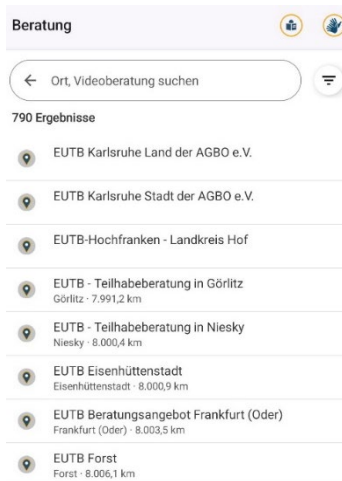 Beratung
Ort, Videoberatung suchen
790 Ergebnisse
EUTB Karlsruhe Land der AGBO e.V.
EUTB Karlsruhe Stadt der AGBO e.V.
EUTB-Hochfranken - Landkreis Hof
EUTB - Teilhabeberatung in Görlitz
Görlitz · 7.991,2 km
EUTB - Teilhabeberatung in Niesky
Niesky · 8.000,4 km
EUTB Eisenhüttenstadt
Eisenhüttenstadt · 8.000,9 km
EUTB Beratungsangebot Frankfurt (Oder)
Frankfurt (Oder) · 8.003,5 km
EUTB Forst
Forst · 8.006,1 km